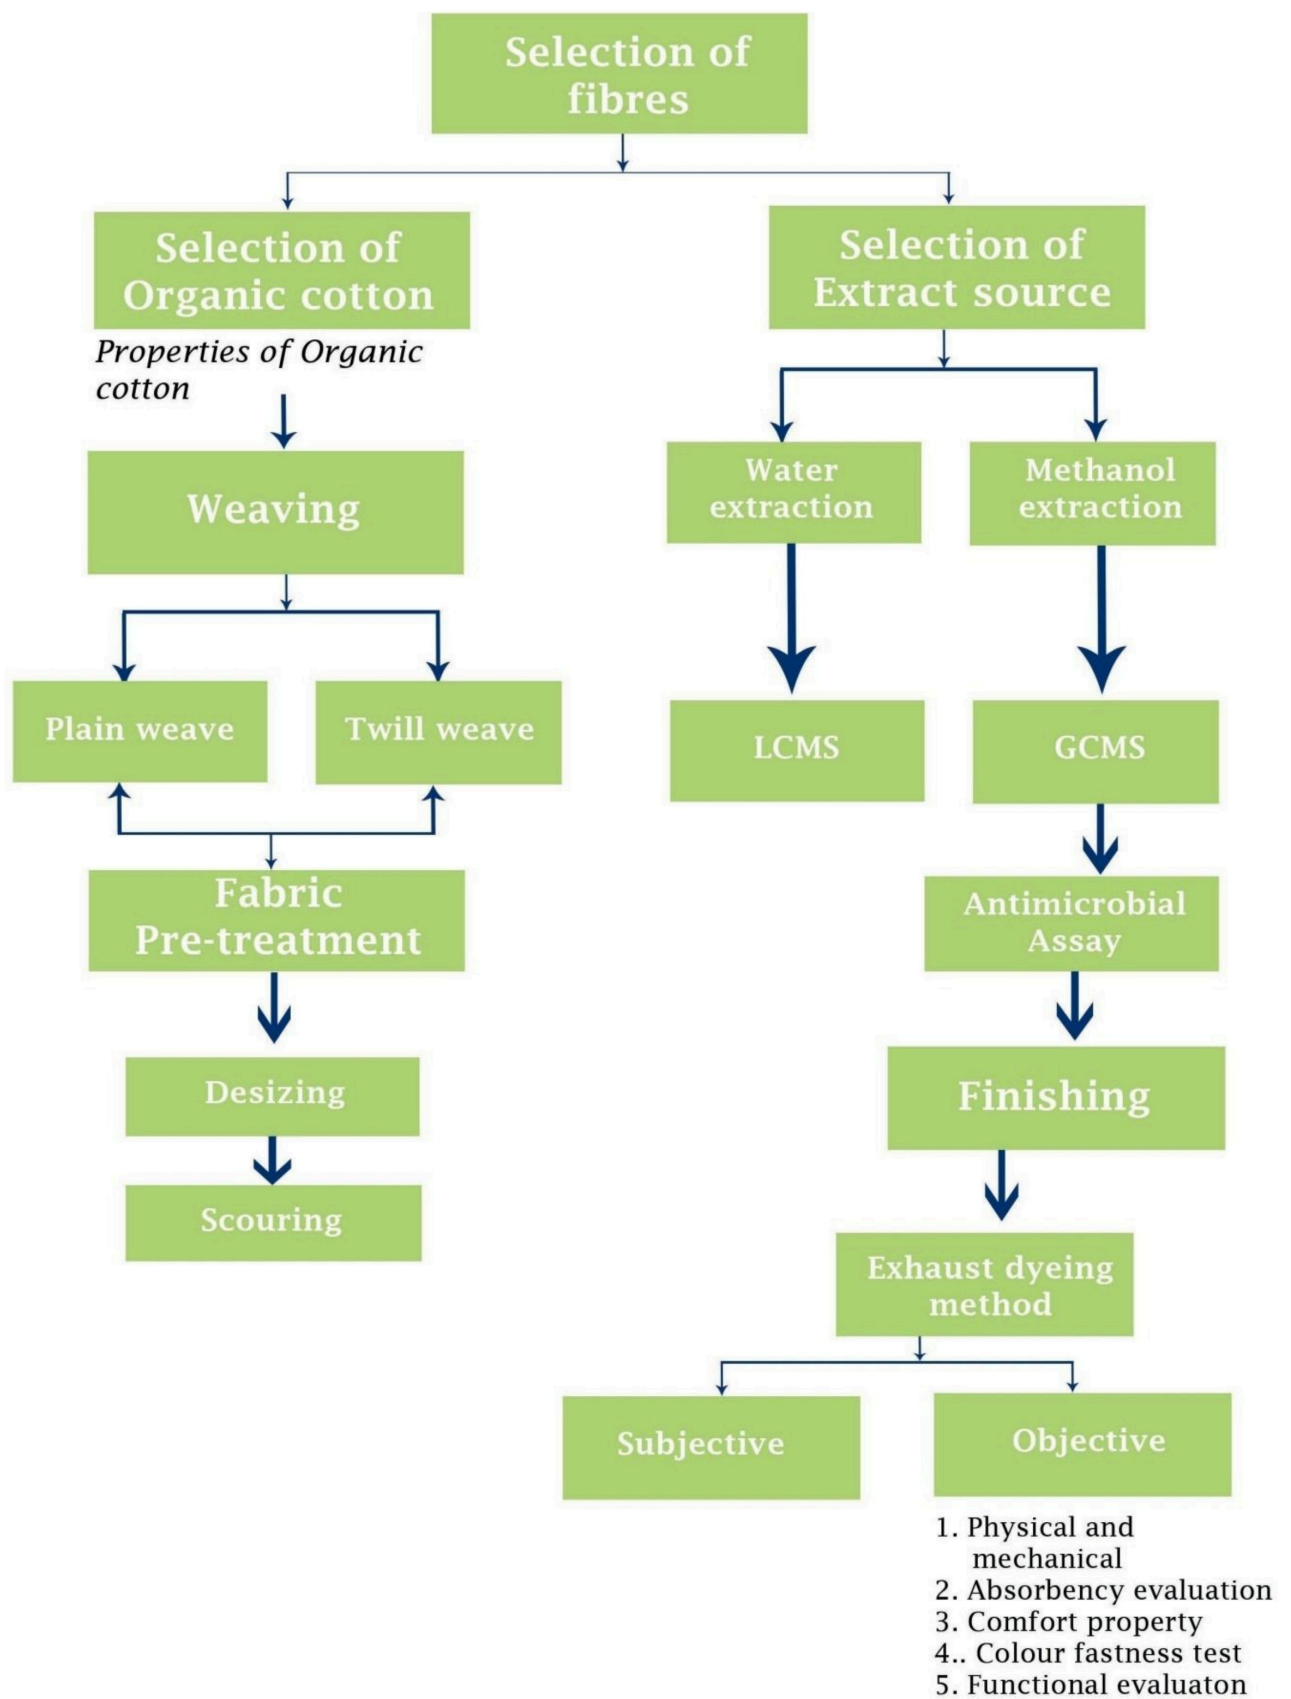 Selection of
fibres
Selection of
Organic cotton
Properties of Organic
cotton
Weaving
Plain weave
Twill weave
Fabric
Pre-treatment
Desizing
Scouring
Selection of
Extract source
Water
extraction
Methanol
extraction
LCMS
GCMS
Antimicrobial
Assay
Finishing
Exhaust dyeing
method
Subjective
Objective
1. Physical and
mechanical
2. Absorbency evaluation
3. Comfort property
4.. Colour fastness test
5. Functional evaluaton